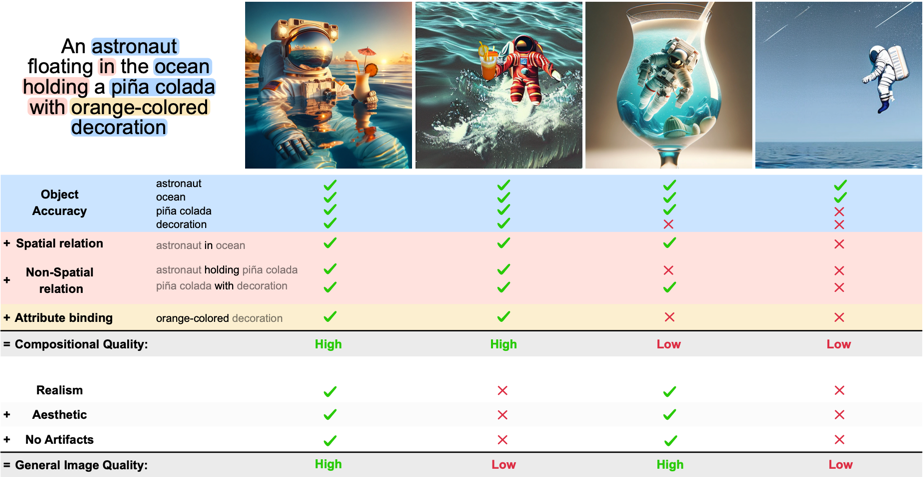 An astronaut
floating in the ocean
holding a piña colada
with orange-colored
decoration
Object
Accuracy
astronaut
ocean
piña colada
decoration
+ Spatial relation
astronaut in ocean
+ Non-Spatial
relation
astronaut holding piña colada
piña colada with decoration
+ Attribute binding
orange-colored decoration
= Compositional Quality: High High Low Low
Realism
+ Aesthetic
+ No Artifacts
= General Image Quality: High Low High Low